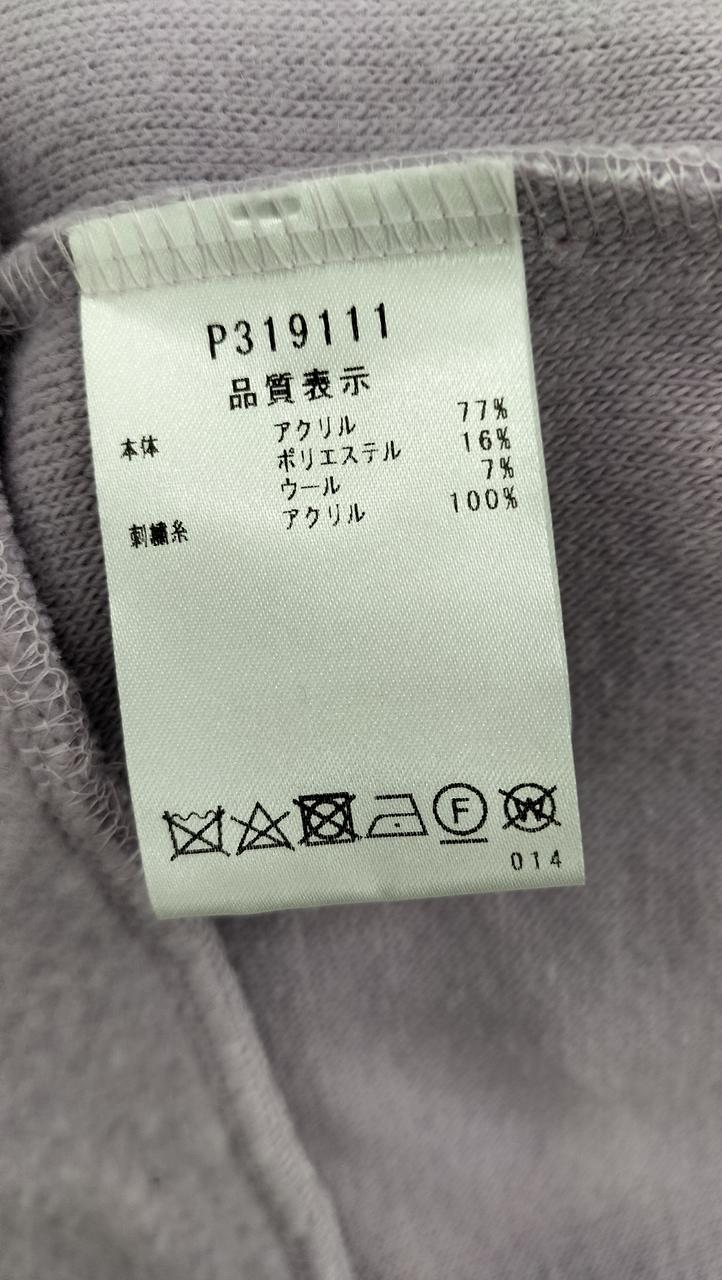 P319111
品質表示
本体 アクリル 77%
ポリエステル 16%
ウール 7%
刺繍糸 アクリル 100%
F W
014